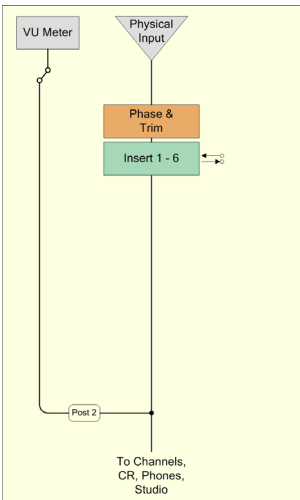 VU Meter
Physical
Input
Phase &
Trim
Insert 1 - 6
Post 2
To Channels,
CR, Phones,
Studio